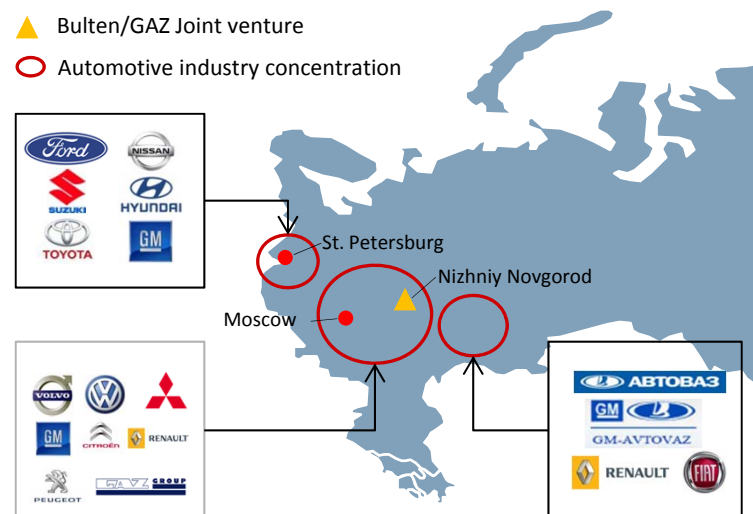 Bulten/GAZ Joint venture
Automotive industry concentration
Ford
NISSAN
SUZUKI
HYUNDAI
TOYOTA
GM
St. Petersburg
Nizhniy Novgorod
Moscow
VOLVO
GM
CITROËN
RENAULT
PEUGEOT
GAZ GROUP
АВТОВАЗ
GM
GM-AVTOVAZ
RENAULT
FIAT